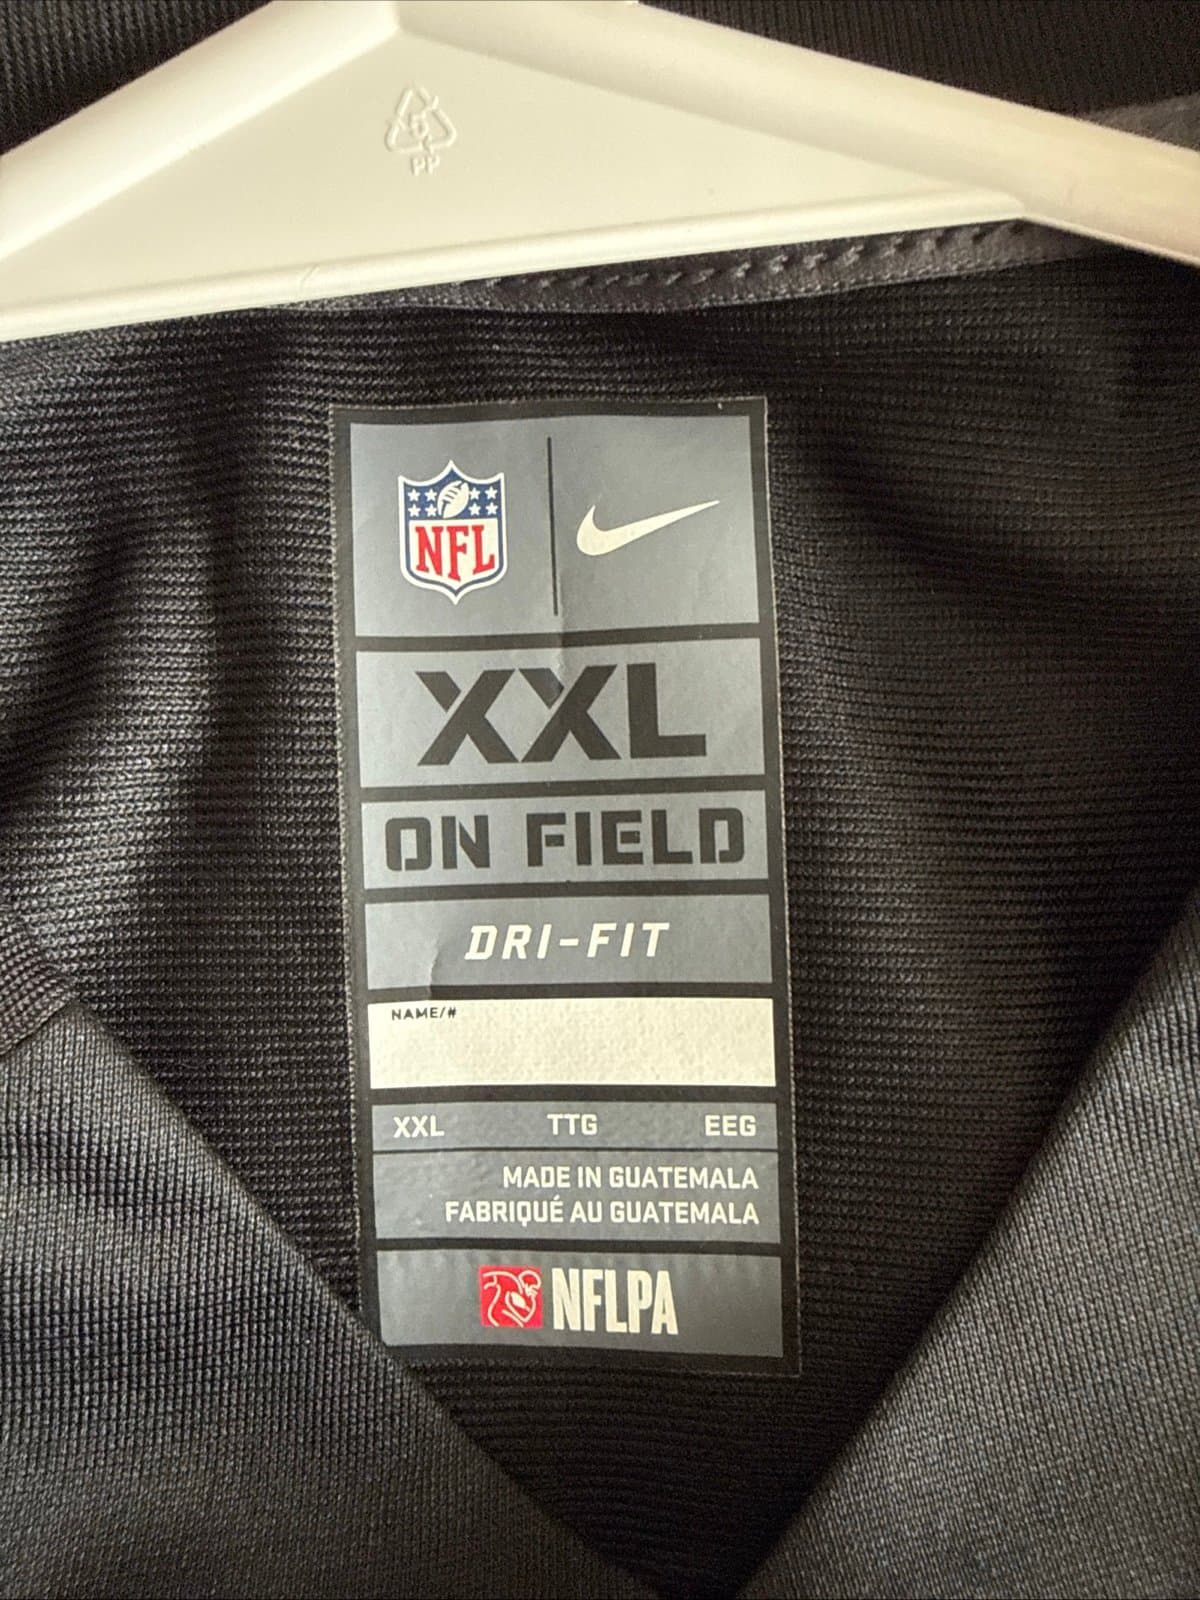 PP
NFL
XXL
ON FIELD
DRI-FIT
NAME/#
XXL TTG EEG
MADE IN GUATEMALA
FABRIQUÉ AU GUATEMALA
NFLPA